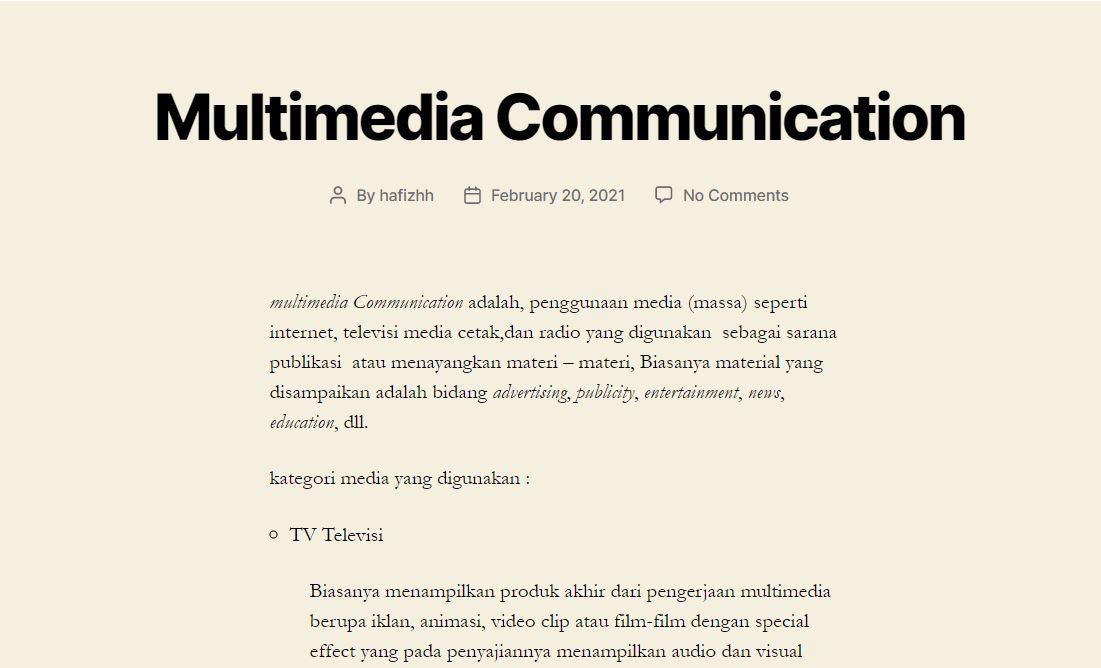 Multimedia Communication
By hafizhh February 20, 2021 No Comments
multimedia Communication adalah, penggunaan media (massa) seperti
internet, televisi media cetak,dan radio yang digunakan  sebagai sarana
publikasi  atau menayangkan materi – materi, Biasanya material yang
disampaikan adalah bidang advertising, publicity, entertainment, news,
education, dll.
kategori media yang digunakan :
TV Televisi
Biasanya menampilkan produk akhir dari pengerjaan multimedia
berupa iklan, animasi, video clip atau film-film dengan special
effect yang pada penyajiannya menampilkan audio dan visual